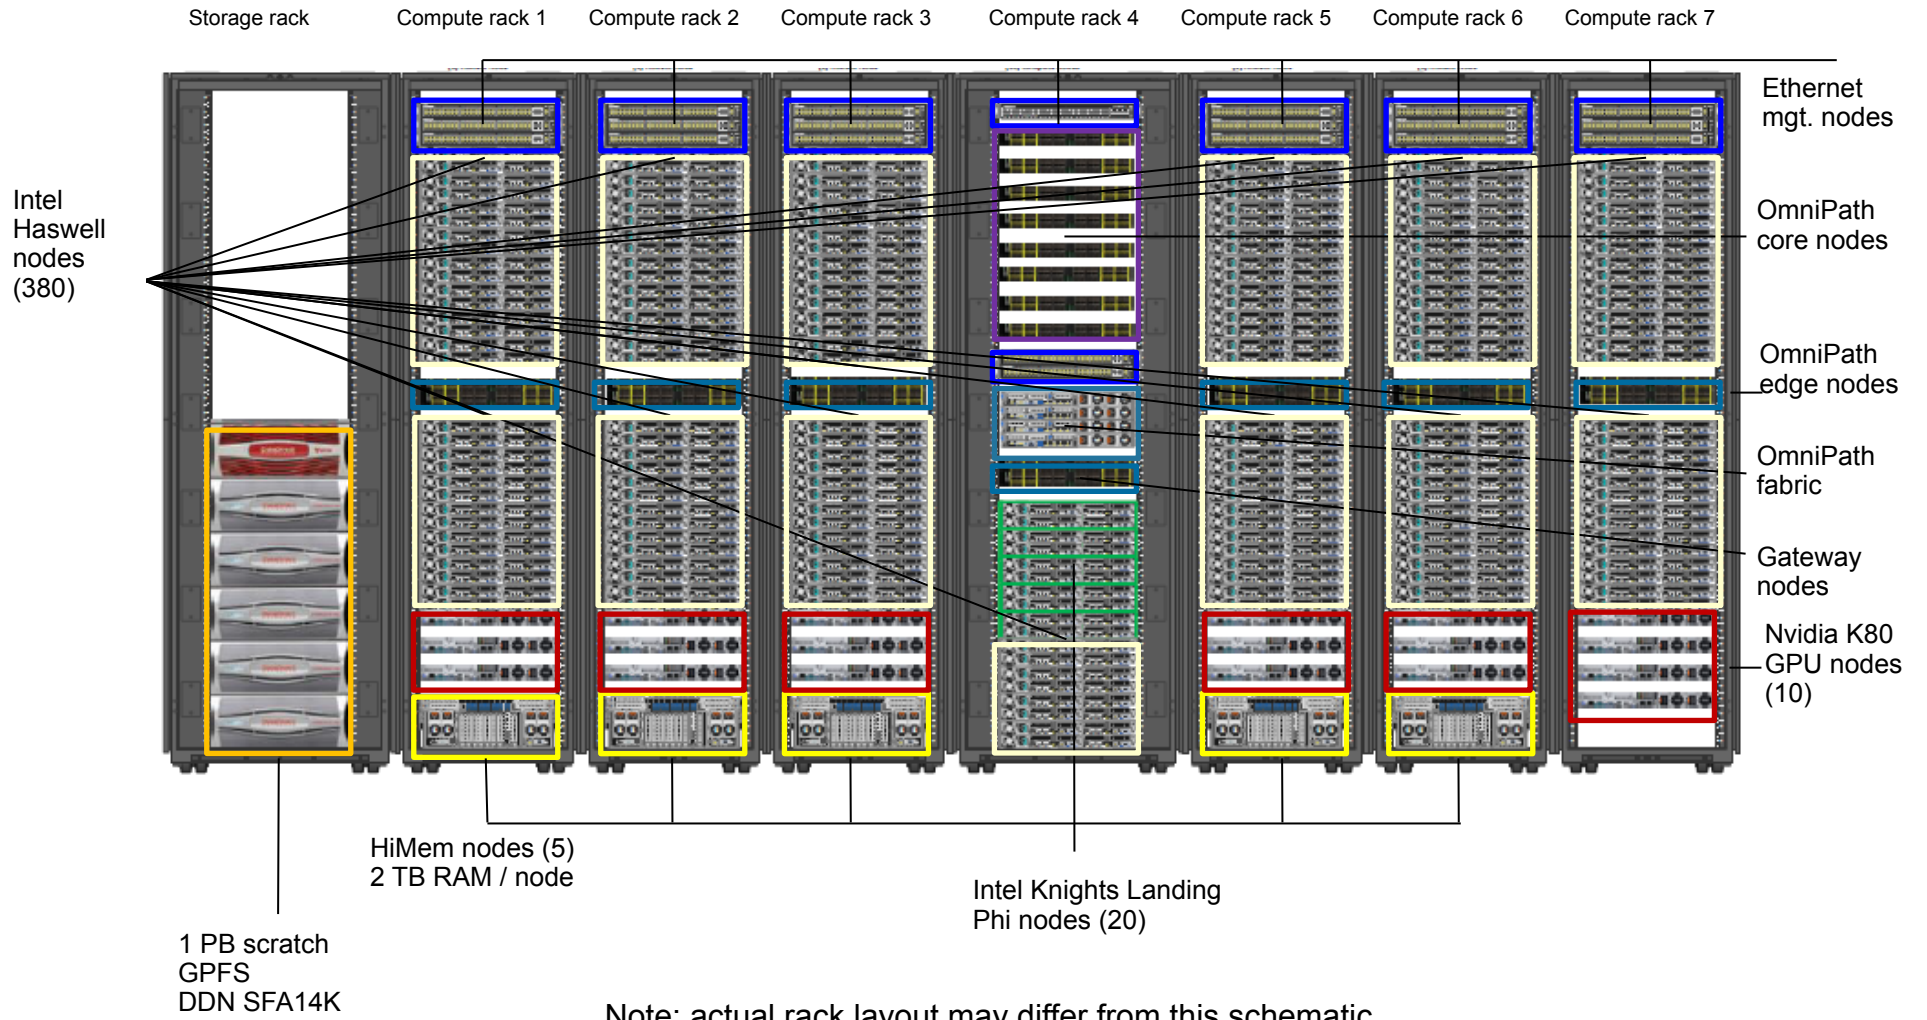 Storage rack
Compute rack 1
Compute rack 2
Compute rack 3
Compute rack 4
Compute rack 5
Compute rack 6
Compute rack 7
Ethernet
mgt. nodes
Intel
Haswell
nodes
(380)
OmniPath
core nodes
OmniPath
edge nodes
OmniPath
fabric
Gateway
nodes
Nvidia K80
GPU nodes
(10)
HiMem nodes (5)
2 TB RAM / node
Intel Knights Landing
Phi nodes (20)
1 PB scratch
GPFS
DDN SFA14K
Note: actual rack layout may differ from this schematic